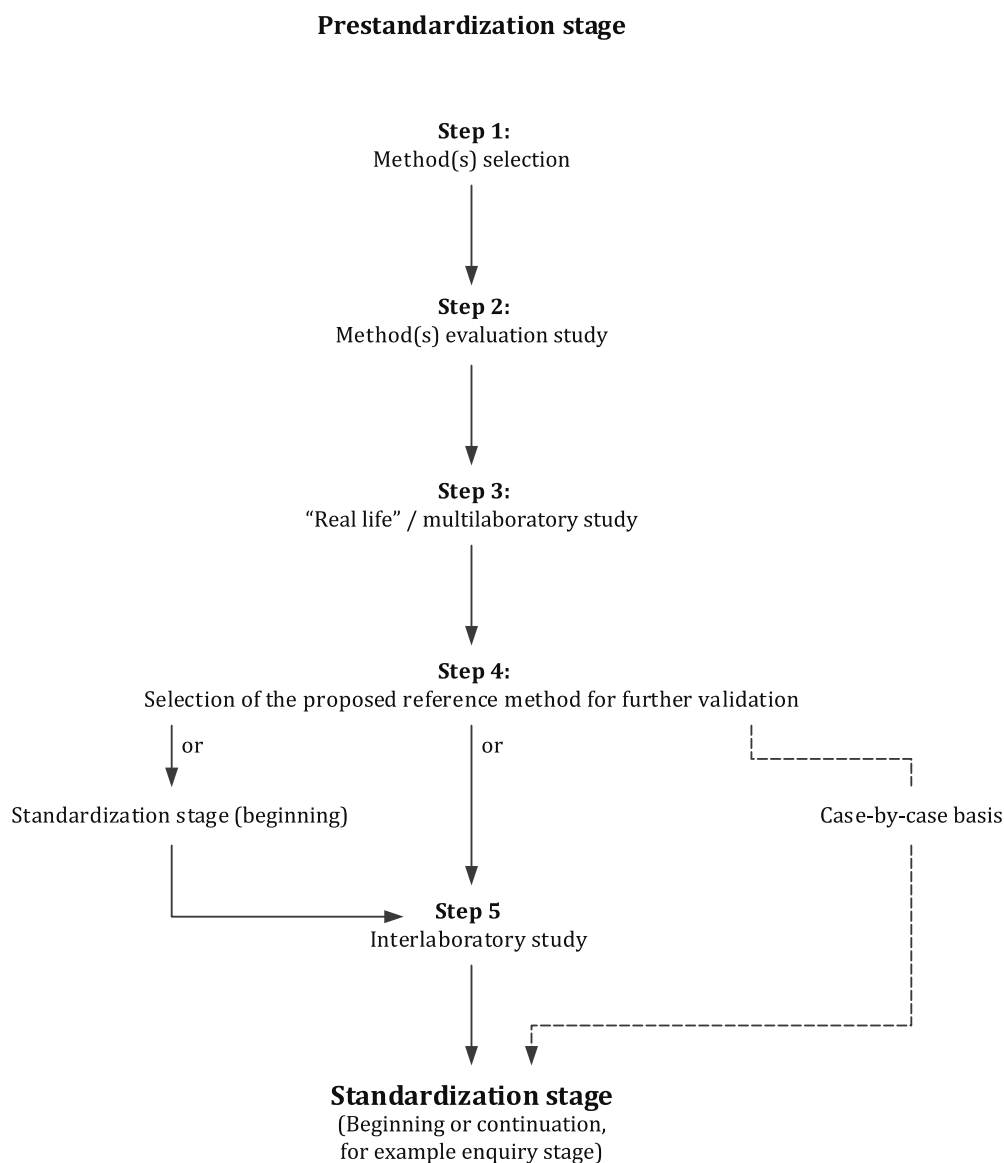 Prestandardization stage
Step 1:
Method(s) selection
Step 2:
Method(s) evaluation study
Step 3:
“Real life” / multilaboratory study
Step 4:
Selection of the proposed reference method for further validation
or
or
Standardization stage (beginning)
Case-by-case basis
Step 5
Interlaboratory study
Standardization stage
(Beginning or continuation,
for example enquiry stage)